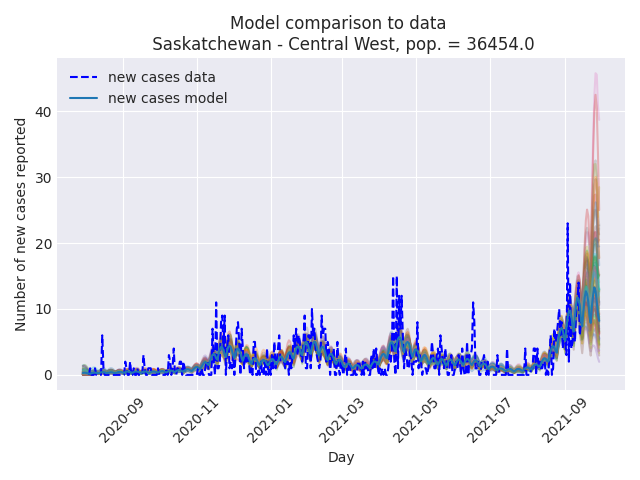 Model comparison to data
Saskatchewan - Central West, pop. = 36454.0
new cases data
new cases model
Number of new cases reported
40
30
20
10
0
2020-09
2020-11
2021-01
2021-03
2021-05
2021-07
2021-09
Day